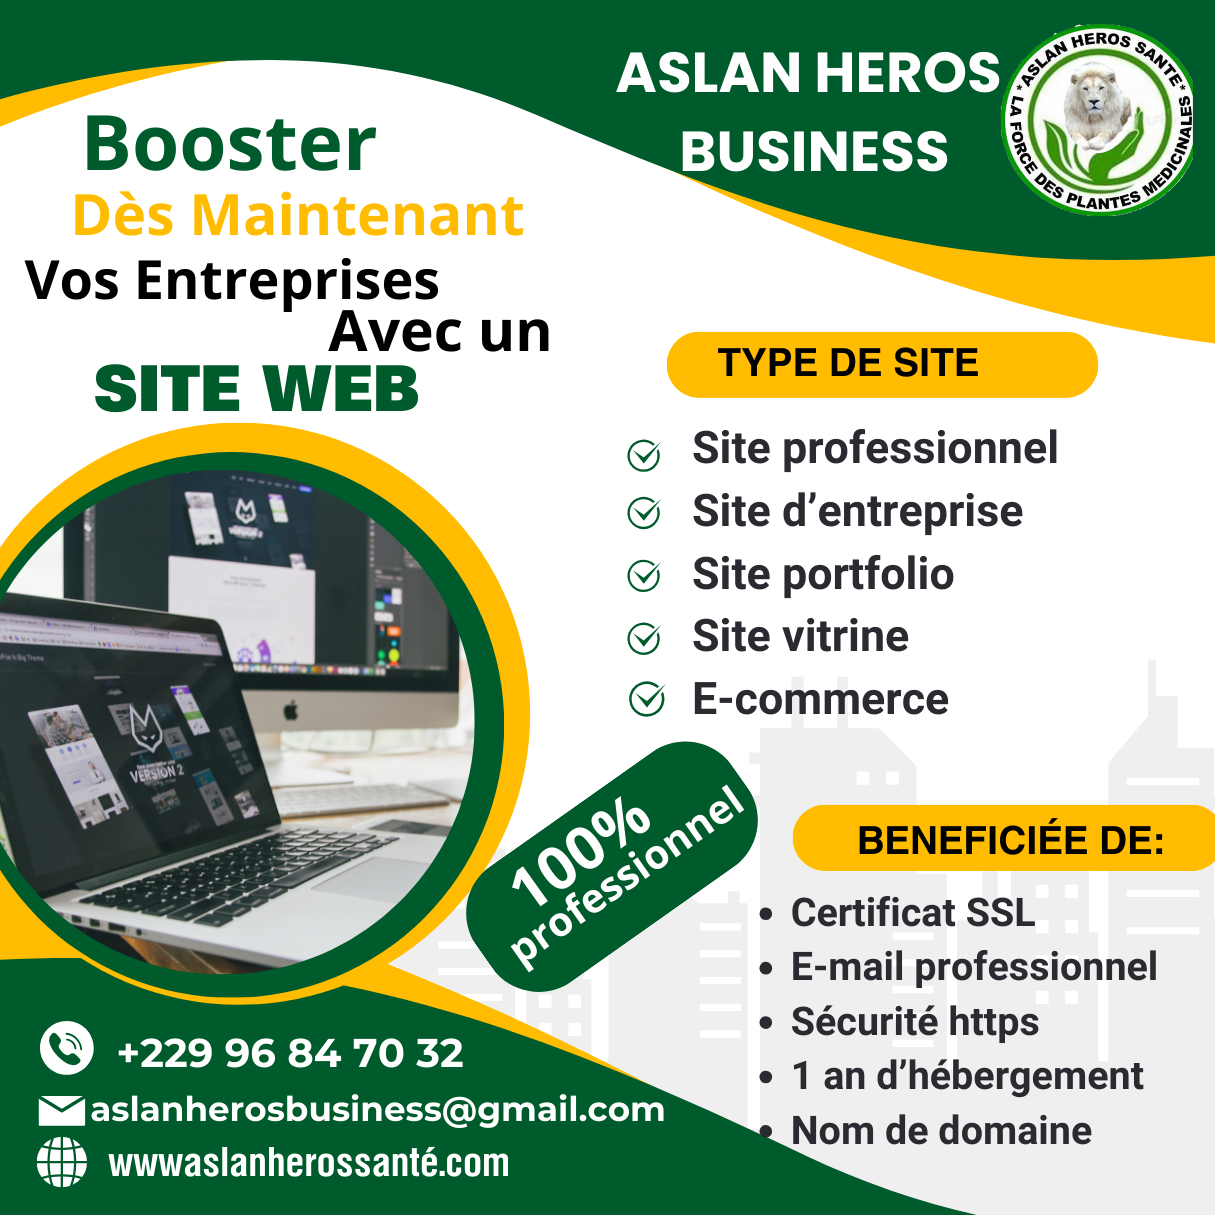 ASLAN HEROS
BUSINESS
* ASLAN HEROS SANTE *
LA FORCE DES PLANTES MEDICINALES
Booster
Dès Maintenant
Vos Entreprises
Avec un
SITE WEB
TYPE DE SITE
Site professionnel
Site d’entreprise
Site portfolio
Site vitrine
E-commerce
VERSION 2
100%
professionnel
BENEFICIÉE DE:
• Certificat SSL
• E-mail professionnel
• Sécurité https
• 1 an d’hébergement
• Nom de domaine
+229 96 84 70 32
aslanherosbusiness@gmail.com
wwwaslanherossanté.com